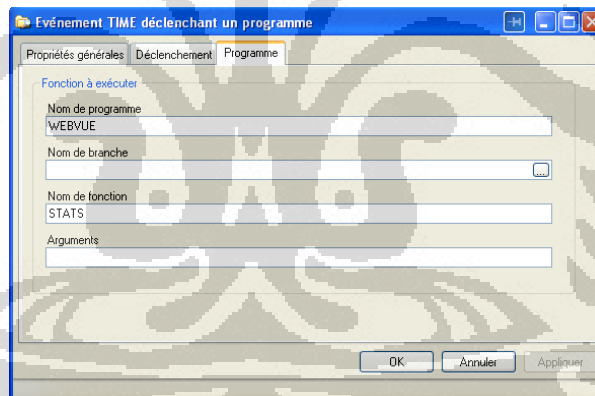 Evénement TIME déclenchant un programme
Propriétés générales Déclenchement Programme
Fonction à exécuter
Nom de programme
WEBVUE
Nom de branche
...
Nom de fonction
STATS
Arguments
OK Annuler Appliquer